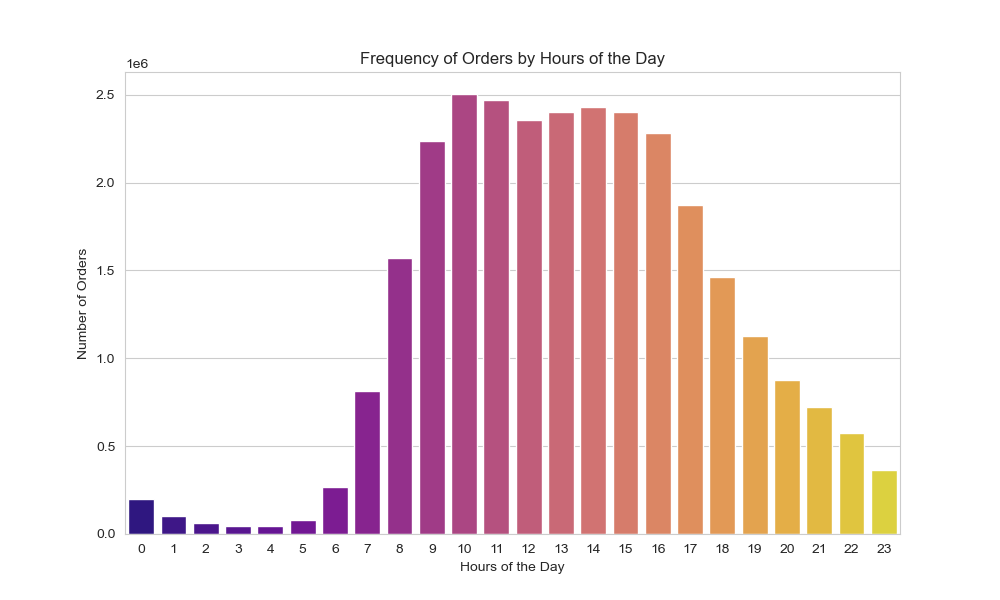 Frequency of Orders by Hours of the Day
1e6
2.5
2.0
1.5
1.0
0.5
0.0
Number of Orders
0 1 2 3 4 5 6 7 8 9 10 11 12 13 14 15 16 17 18 19 20 21 22 23
Hours of the Day